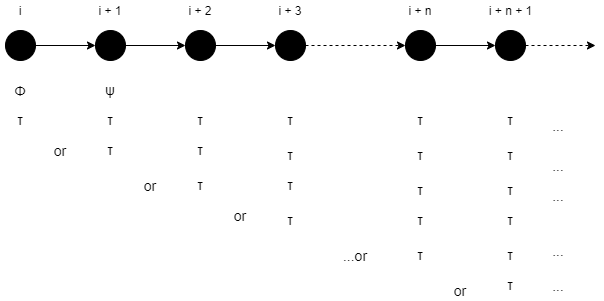 i i + 1 i + 2 i + 3 i + n i + n + 1
Φ ψ
τ τ τ τ τ τ ...
or τ τ τ τ τ ...
or τ τ τ τ ...
or τ τ τ
...or τ τ ...
or τ ...